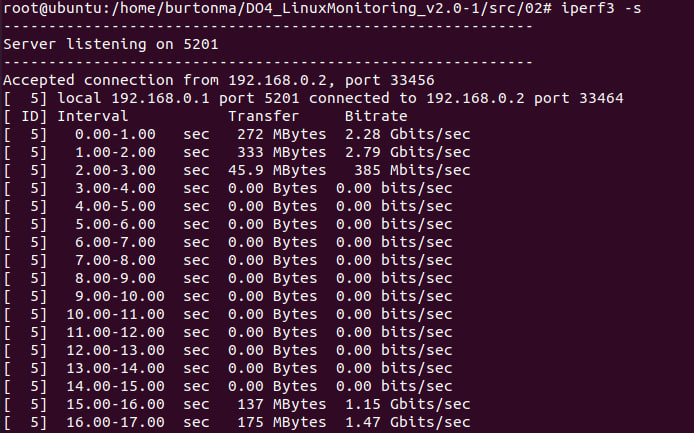 root@ubuntu:/home/burtonma/DO4_LinuxMonitoring_v2.0-1/src/02# iperf3 -s
-----------------------------------------------------------
Server listening on 5201
-----------------------------------------------------------
Accepted connection from 192.168.0.2, port 33456
[  5] local 192.168.0.1 port 5201 connected to 192.168.0.2 port 33464
[ ID] Interval           Transfer     Bitrate
[  5]   0.00-1.00   sec   272 MBytes  2.28 Gbits/sec
[  5]   1.00-2.00   sec   333 MBytes  2.79 Gbits/sec
[  5]   2.00-3.00   sec  45.9 MBytes   385 Mbits/sec
[  5]   3.00-4.00   sec  0.00 Bytes  0.00 bits/sec
[  5]   4.00-5.00   sec  0.00 Bytes  0.00 bits/sec
[  5]   5.00-6.00   sec  0.00 Bytes  0.00 bits/sec
[  5]   6.00-7.00   sec  0.00 Bytes  0.00 bits/sec
[  5]   7.00-8.00   sec  0.00 Bytes  0.00 bits/sec
[  5]   8.00-9.00   sec  0.00 Bytes  0.00 bits/sec
[  5]   9.00-10.00  sec  0.00 Bytes  0.00 bits/sec
[  5]  10.00-11.00  sec  0.00 Bytes  0.00 bits/sec
[  5]  11.00-12.00  sec  0.00 Bytes  0.00 bits/sec
[  5]  12.00-13.00  sec  0.00 Bytes  0.00 bits/sec
[  5]  13.00-14.00  sec  0.00 Bytes  0.00 bits/sec
[  5]  14.00-15.00  sec  0.00 Bytes  0.00 bits/sec
[  5]  15.00-16.00  sec   137 MBytes  1.15 Gbits/sec
[  5]  16.00-17.00  sec   175 MBytes  1.47 Gbits/sec